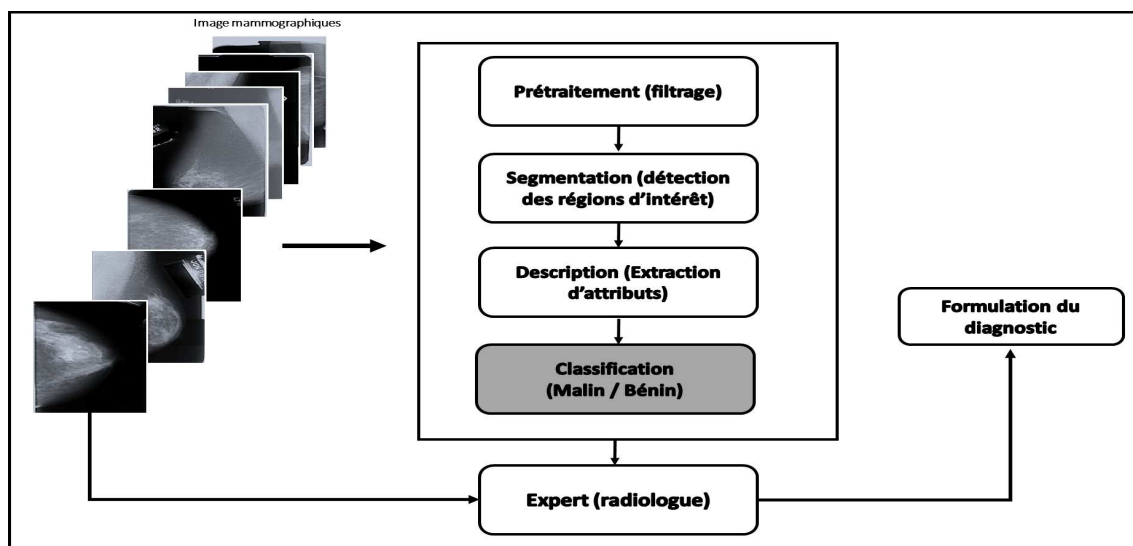 Image mammographiques
Prétraitement (filtrage)
Segmentation (détection
des régions d'intérêt)
Description (Extraction
d'attributs)
Classification
(Malin / Bénin)
Formulation du
diagnostic
Expert (radiologue)